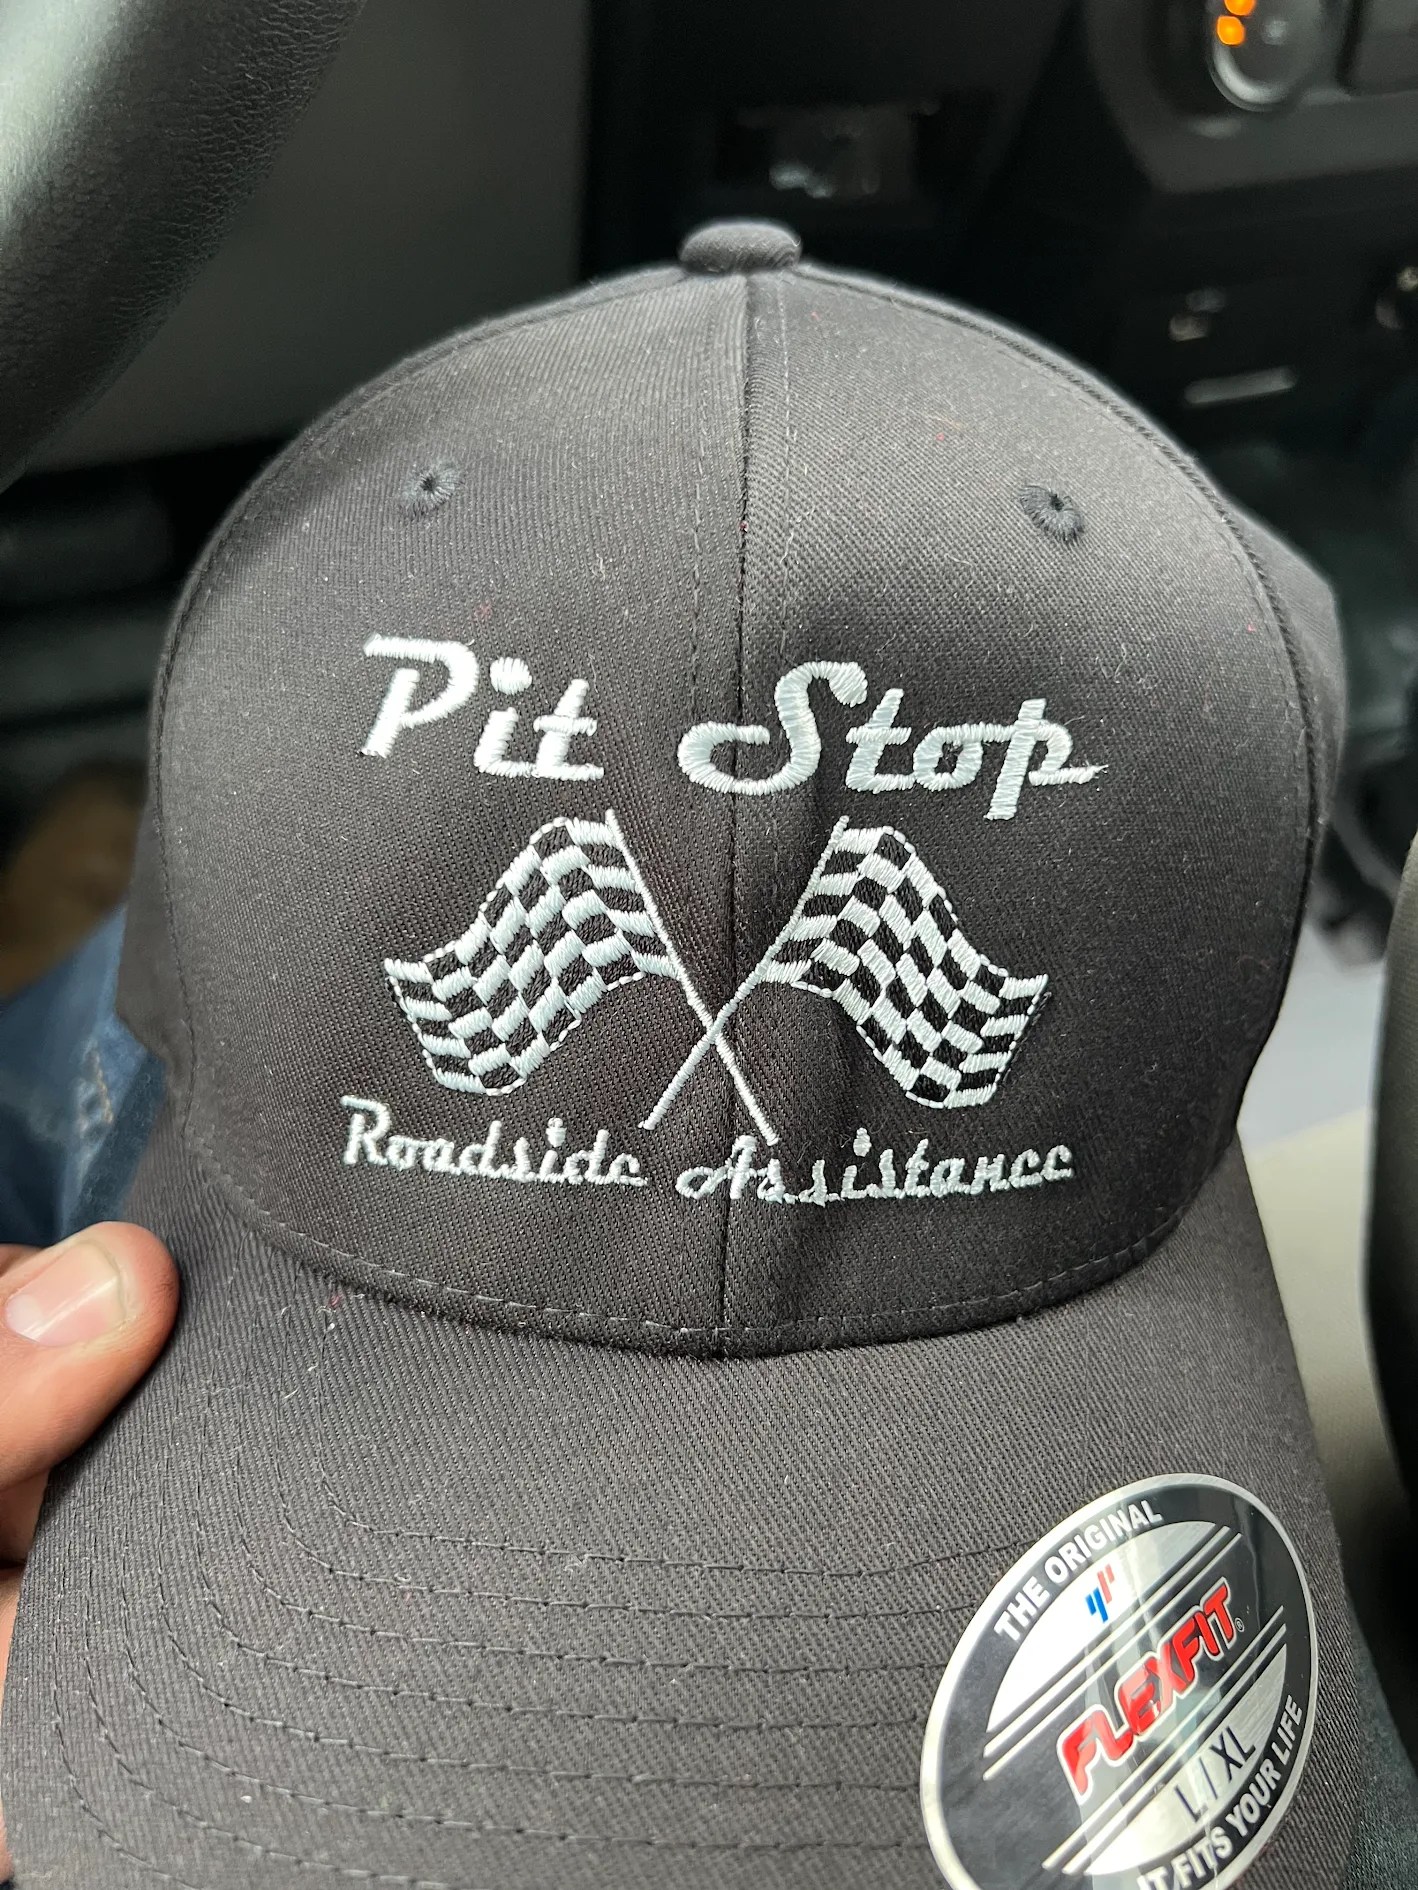 Pit Stop
Roadside Assistance
THE ORIGINAL
FLEXFIT®
L / XL
IT FITS YOUR LIFE